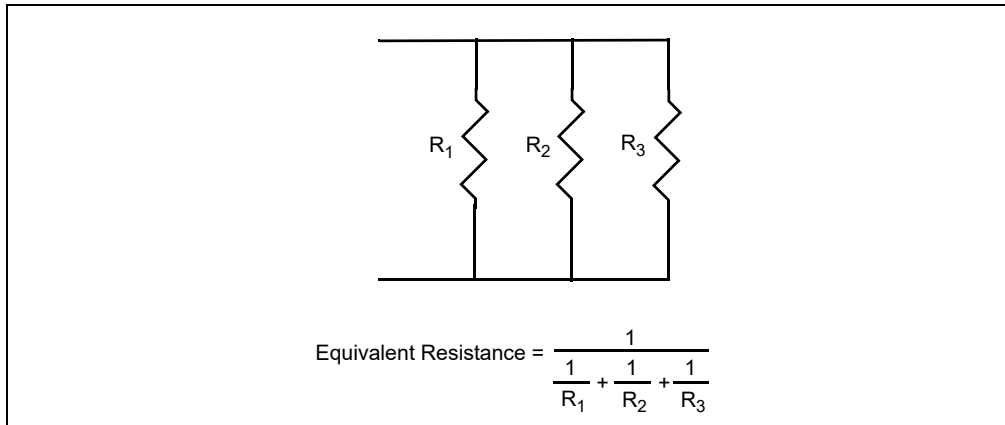 R1 R2 R3
Equivalent Resistance = 1
1 + 1 + 1
R1 R2 R3